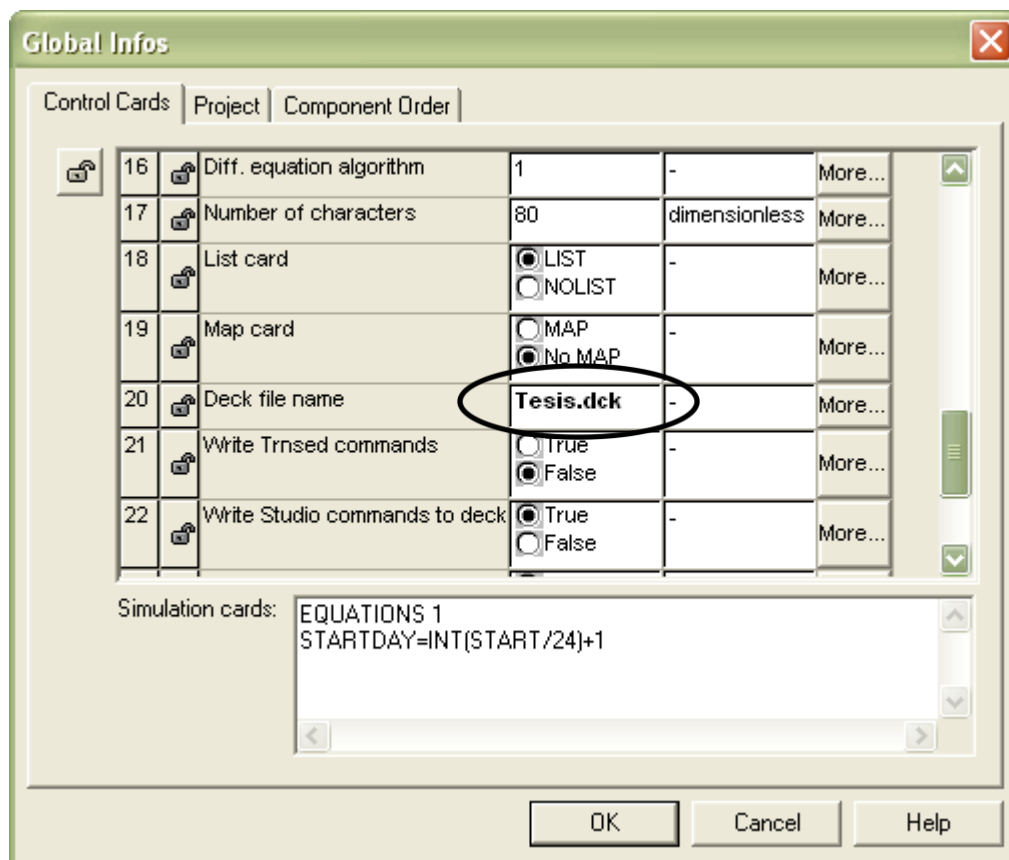 Global Infos
Control Cards Project Component Order
16 Diff. equation algorithm 1 - More...
17 Number of characters 80 dimensionless More...
18 List card LIST - More...
NOLIST
19 Map card MAP - More...
No MAP
20 Deck file name Tesis.dck - More...
21 Write Trnsed commands True - More...
False
22 Write Studio commands to deck True - More...
False
Simulation cards: EQUATIONS 1
STARTDAY=INT(START/24)+1
OK Cancel Help